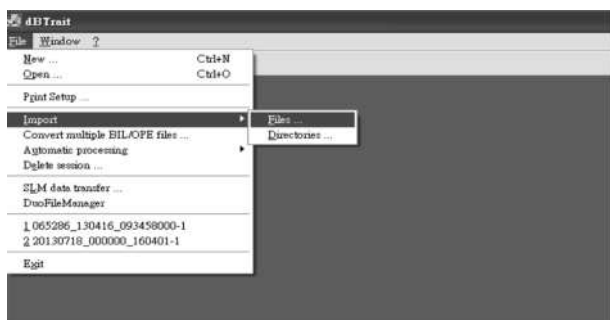 dBTrait
File Window ?
New ... Ctrl+N
Open ... Ctrl+O
Print Setup ...
Import
Files ...
Convert multiple BIL/OPE files ...
Directories ...
Automatic processing
Delete session ...
SLM data transfer ...
DuoFileManager
1 065286_130416_093458000-1
2 20130718_000000_160401-1
Exit